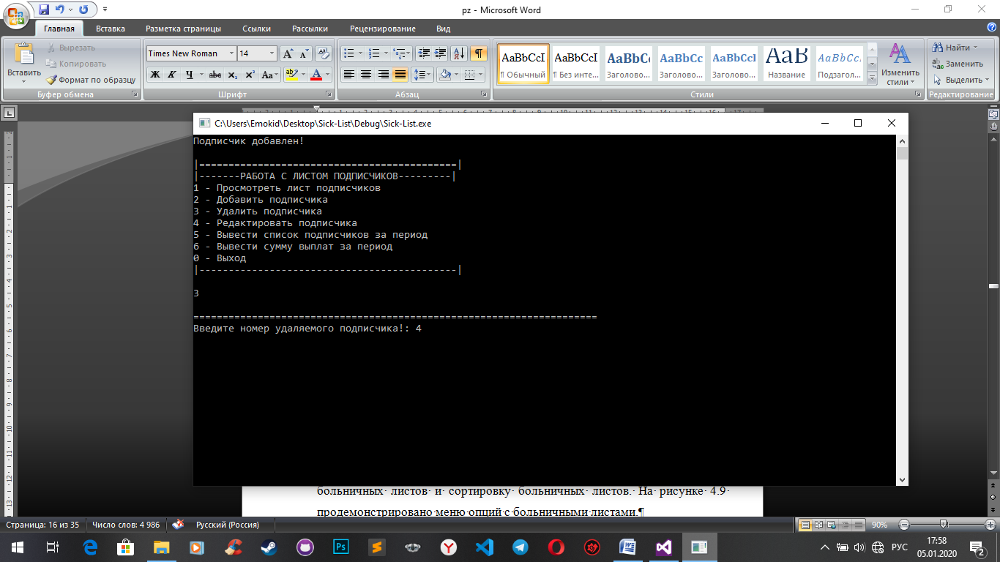 pz - Microsoft Word
Главная Вставка Разметка страницы Ссылки Рассылки Рецензирование Вид
Вставить
Вырезать
Копировать
Формат по образцу
Буфер обмена
Times New Roman 14
Ж К Ч abc x₂ x² Aa
Шрифт
Абзац
AaBbCcI AaBbCcI AaBbC AaBbCc AaBbCcI AaB AaBbCc.
¶ Обычный ¶ Без инте... Заголово... Заголово... Заголово... Название Подзагол...
Изменить
стили
Стили
Найти
Заменить
Выделить
Редактирование
C:\Users\Emokid\Desktop\Sick-List\Debug\Sick-List.exe
Подписчик добавлен!
|============================================|
|-------РАБОТА С ЛИСТОМ ПОДПИСЧИКОВ---------|
1 - Просмотреть лист подписчиков
2 - Добавить подписчика
3 - Удалить подписчика
4 - Редактировать подписчика
5 - Вывести список подписчиков за период
6 - Вывести сумму выплат за период
0 - Выход
|--------------------------------------------|
3
=====================================================================
Введите номер удаляемого подписчика!: 4
больничных листов и сортировку больничных листов. На рисунке 4.9
продемонстрировано меню опций с больничными листами.¶
Страница: 16 из 35 Число слов: 4 986 Русский (Россия) 90%
РУС
17:58
05.01.2020
2